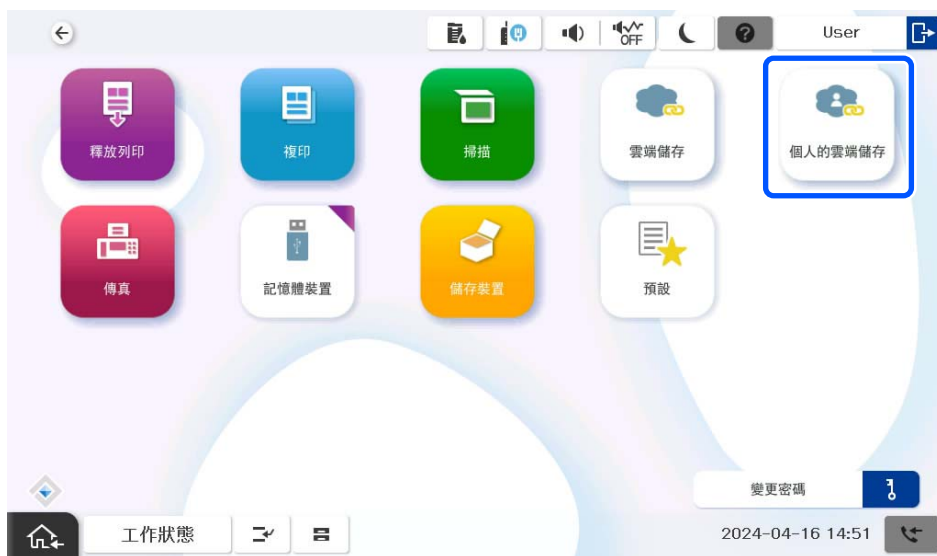 OFF
User
釋放列印
複印
掃描
雲端儲存
個人的雲端儲存
傳真
記憶體裝置
儲存裝置
預設
變更密碼
工作狀態
2024-04-16 14:51